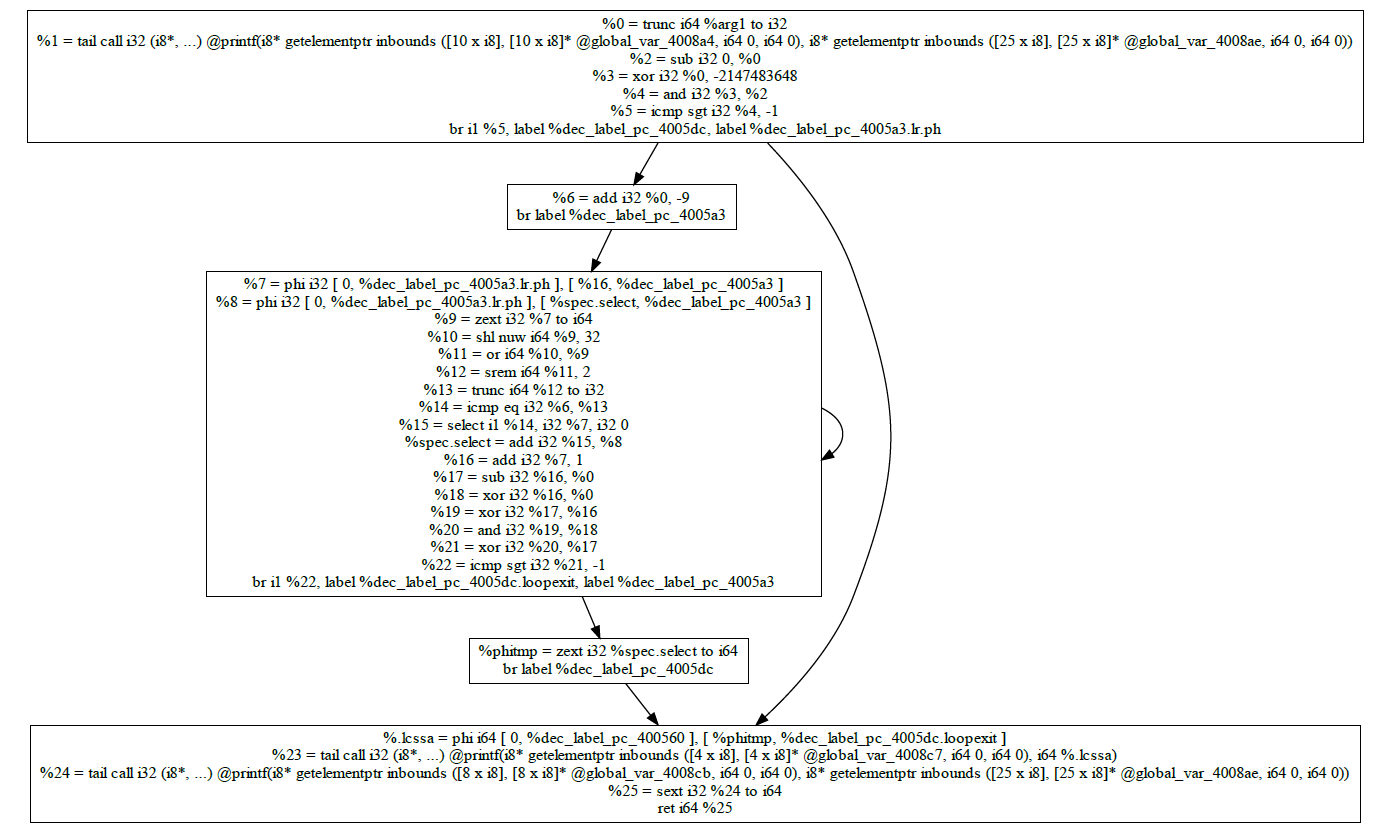 %0 = trunc i64 %arg1 to i32
%1 = tail call i32 (i8*, ...) @printf(i8* getelementptr inbounds ([10 x i8], [10 x i8]* @global_var_4008a4, i64 0, i64 0), i8* getelementptr inbounds ([25 x i8], [25 x i8]* @global_var_4008ae, i64 0, i64 0))
%2 = sub i32 0, %0
%3 = xor i32 %0, -2147483648
%4 = and i32 %3, %2
%5 = icmp sgt i32 %4, -1
br i1 %5, label %dec_label_pc_4005dc, label %dec_label_pc_4005a3.lr.ph
%6 = add i32 %0, -9
br label %dec_label_pc_4005a3
%7 = phi i32 [ 0, %dec_label_pc_4005a3.lr.ph ], [ %16, %dec_label_pc_4005a3 ]
%8 = phi i32 [ 0, %dec_label_pc_4005a3.lr.ph ], [ %spec.select, %dec_label_pc_4005a3 ]
%9 = zext i32 %7 to i64
%10 = shl nuw i64 %9, 32
%11 = or i64 %10, %9
%12 = srem i64 %11, 2
%13 = trunc i64 %12 to i32
%14 = icmp eq i32 %6, %13
%15 = select i1 %14, i32 %7, i32 0
%spec.select = add i32 %15, %8
%16 = add i32 %7, 1
%17 = sub i32 %16, %0
%18 = xor i32 %16, %0
%19 = xor i32 %17, %16
%20 = and i32 %19, %18
%21 = xor i32 %20, %17
%22 = icmp sgt i32 %21, -1
br i1 %22, label %dec_label_pc_4005dc.loopexit, label %dec_label_pc_4005a3
%phitmp = zext i32 %spec.select to i64
br label %dec_label_pc_4005dc
%.lcssa = phi i64 [ 0, %dec_label_pc_400560 ], [ %phitmp, %dec_label_pc_4005dc.loopexit ]
%23 = tail call i32 (i8*, ...) @printf(i8* getelementptr inbounds ([4 x i8], [4 x i8]* @global_var_4008c7, i64 0, i64 0), i64 %.lcssa)
%24 = tail call i32 (i8*, ...) @printf(i8* getelementptr inbounds ([8 x i8], [8 x i8]* @global_var_4008cb, i64 0, i64 0), i8* getelementptr inbounds ([25 x i8], [25 x i8]* @global_var_4008ae, i64 0, i64 0))
%25 = sext i32 %24 to i64
ret i64 %25